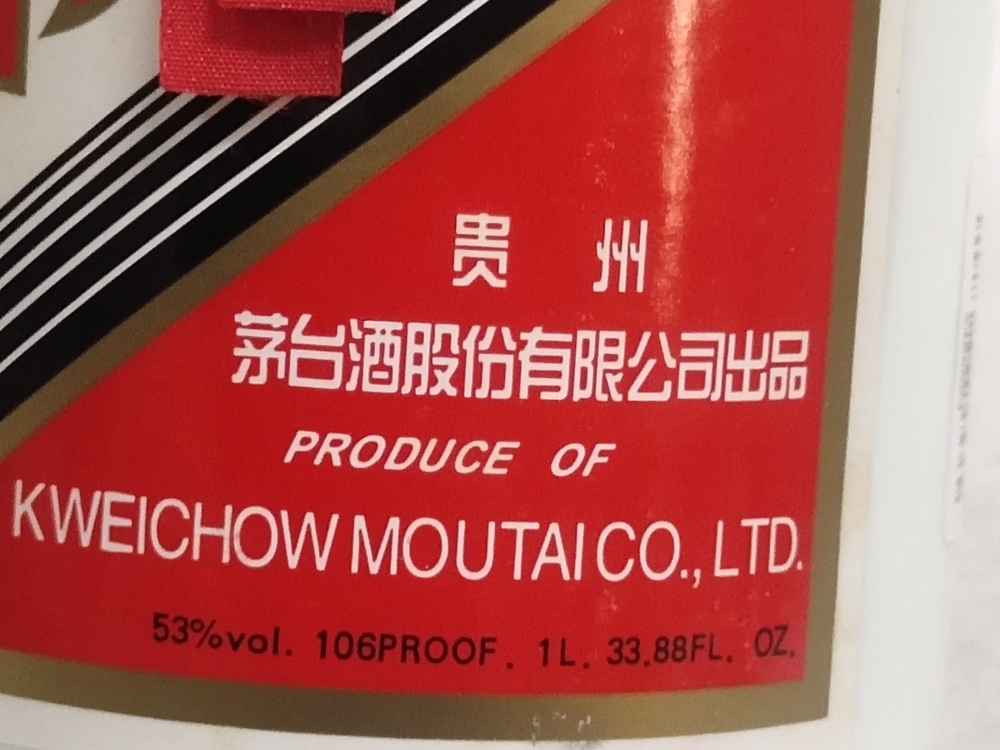 贵 州
茅台酒股份有限公司出品
PRODUCE OF
KWEICHOW MOUTAI CO., LTD.
53%vol. 106PROOF. 1L. 33.88FL. OZ.